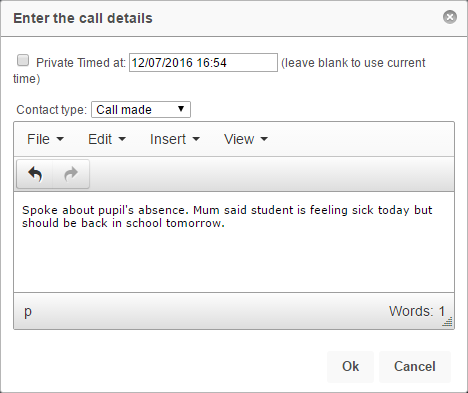 Enter the call details
Private Timed at: 12/07/2016 16:54 (leave blank to use current
time)
Contact type: Call made
File Edit Insert View
Spoke about pupil's absence. Mum said student is feeling sick today but
should be back in school tomorrow.
p Words: 1
Ok Cancel